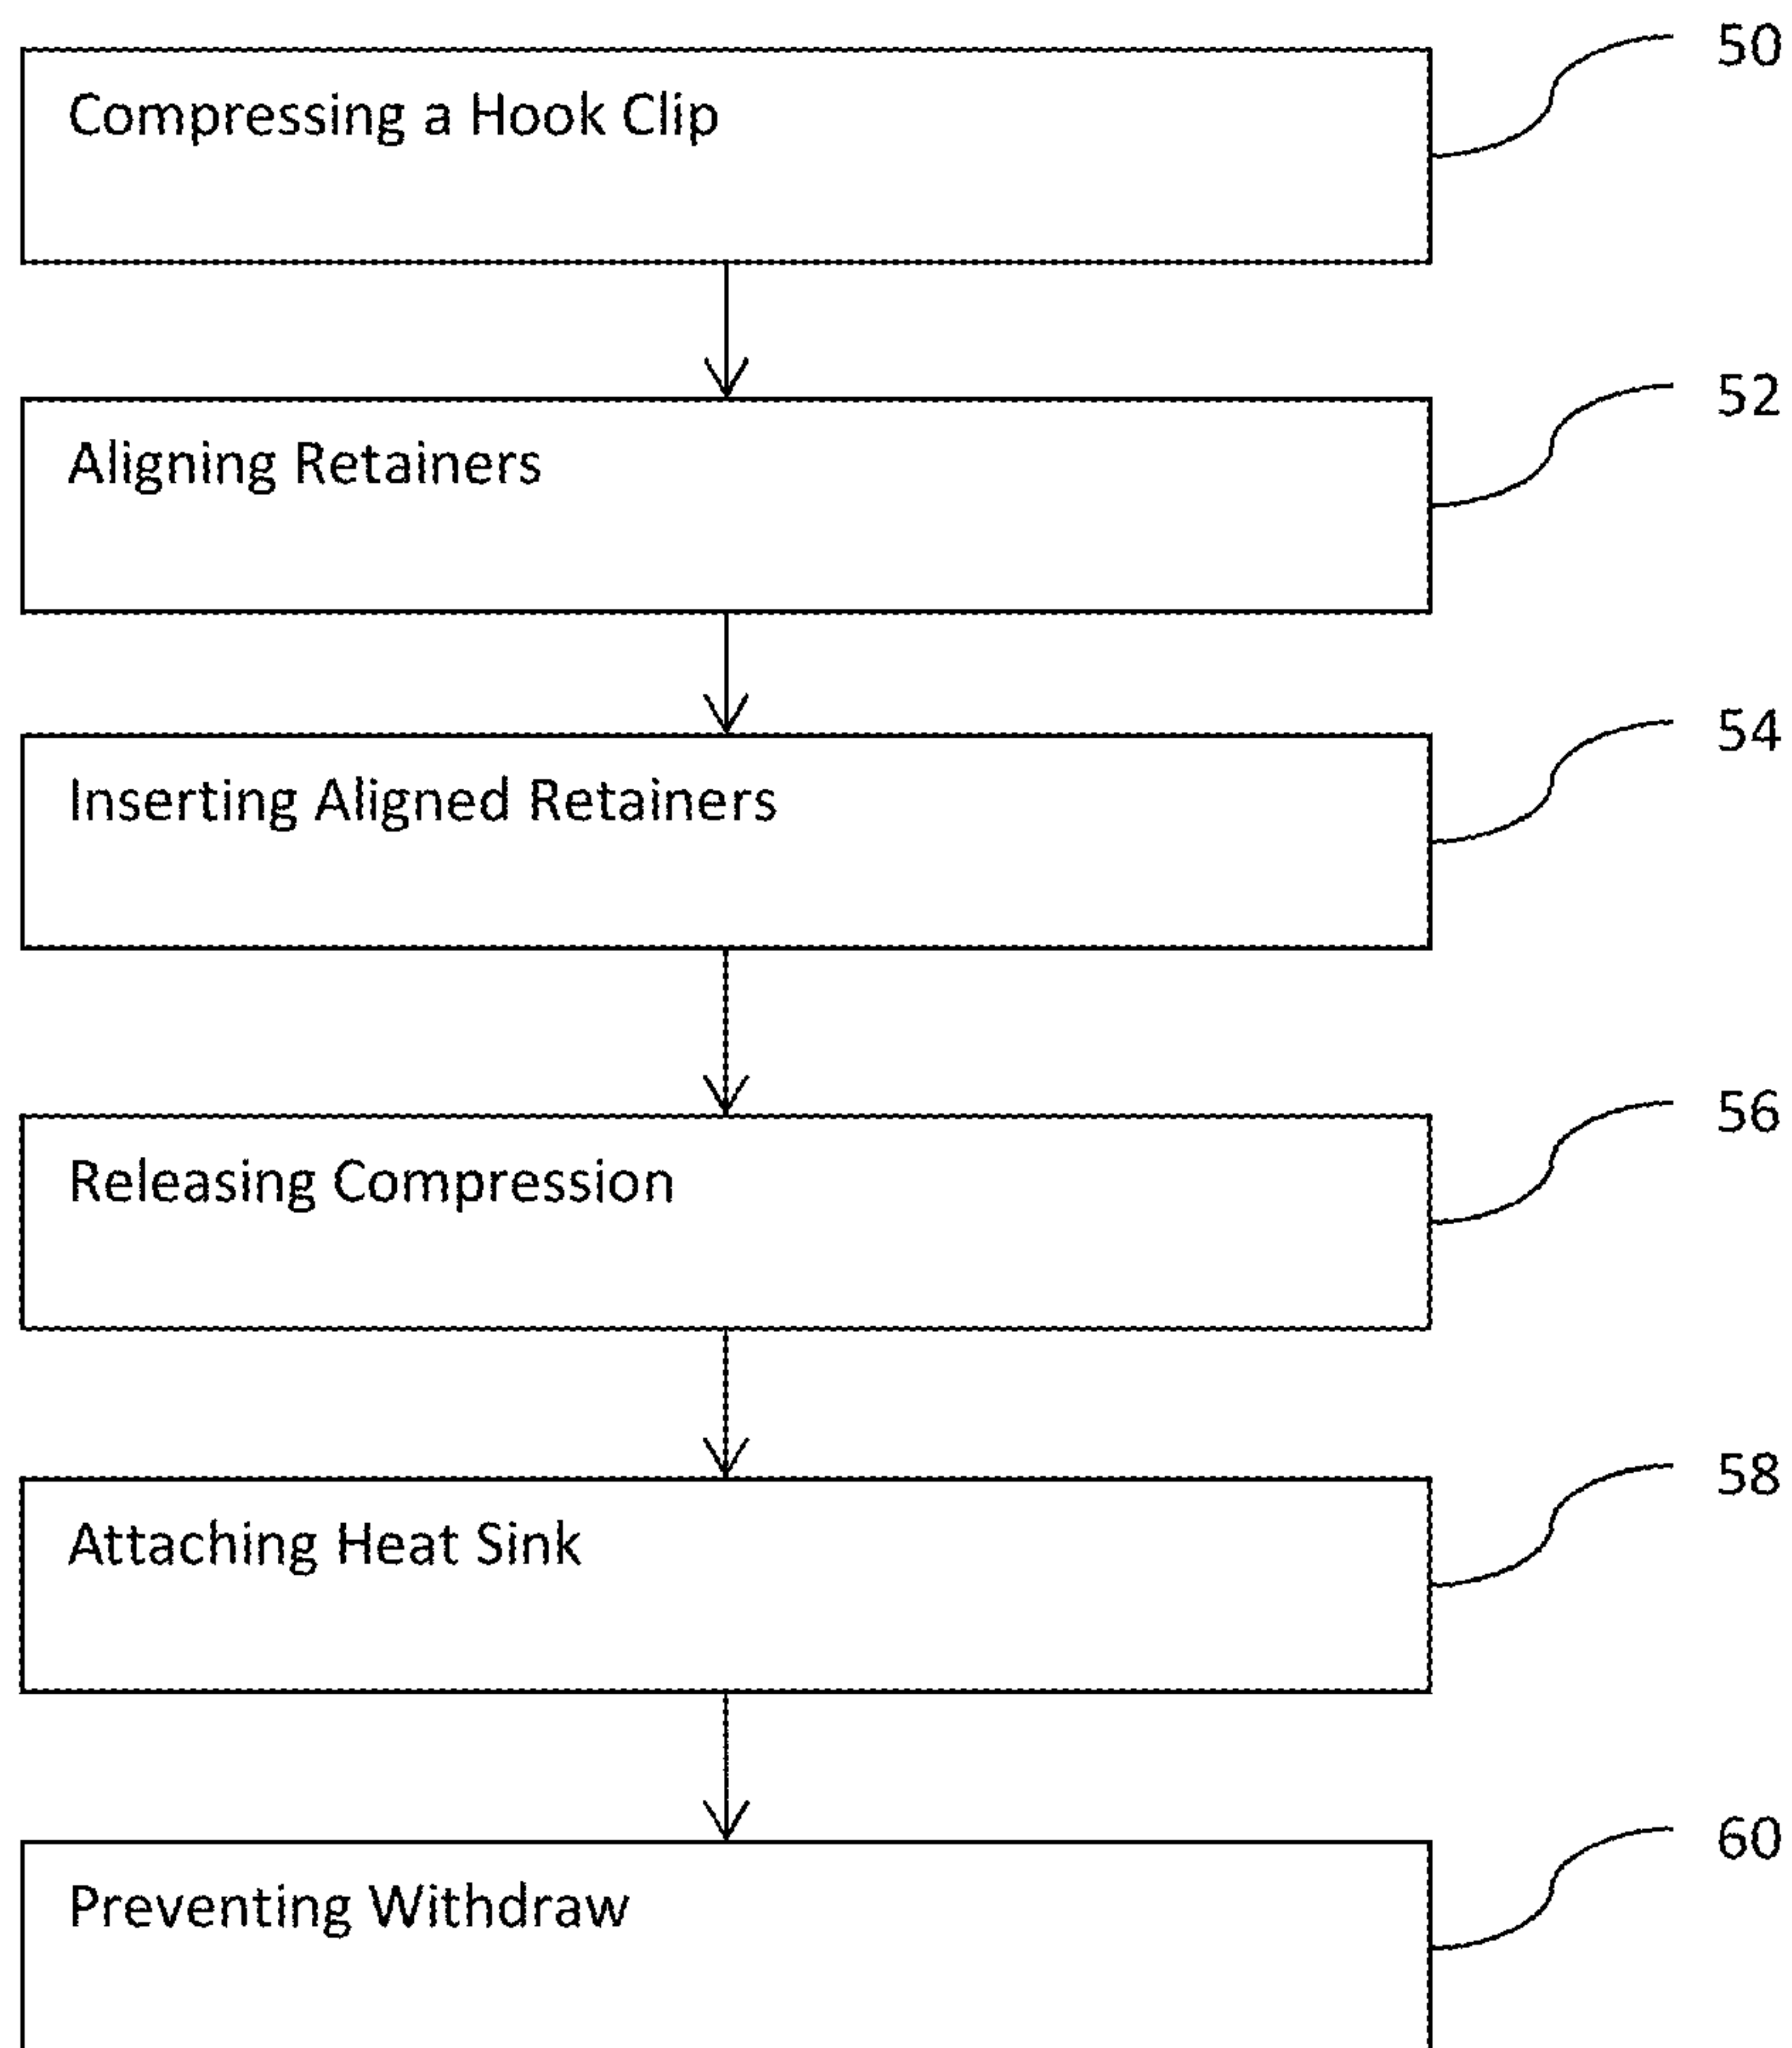 50
Compressing a Hook Clip
52
Aligning Retainers
54
Inserting Aligned Retainers
56
Releasing Compression
58
Attaching Heat Sink
60
Preventing Withdraw